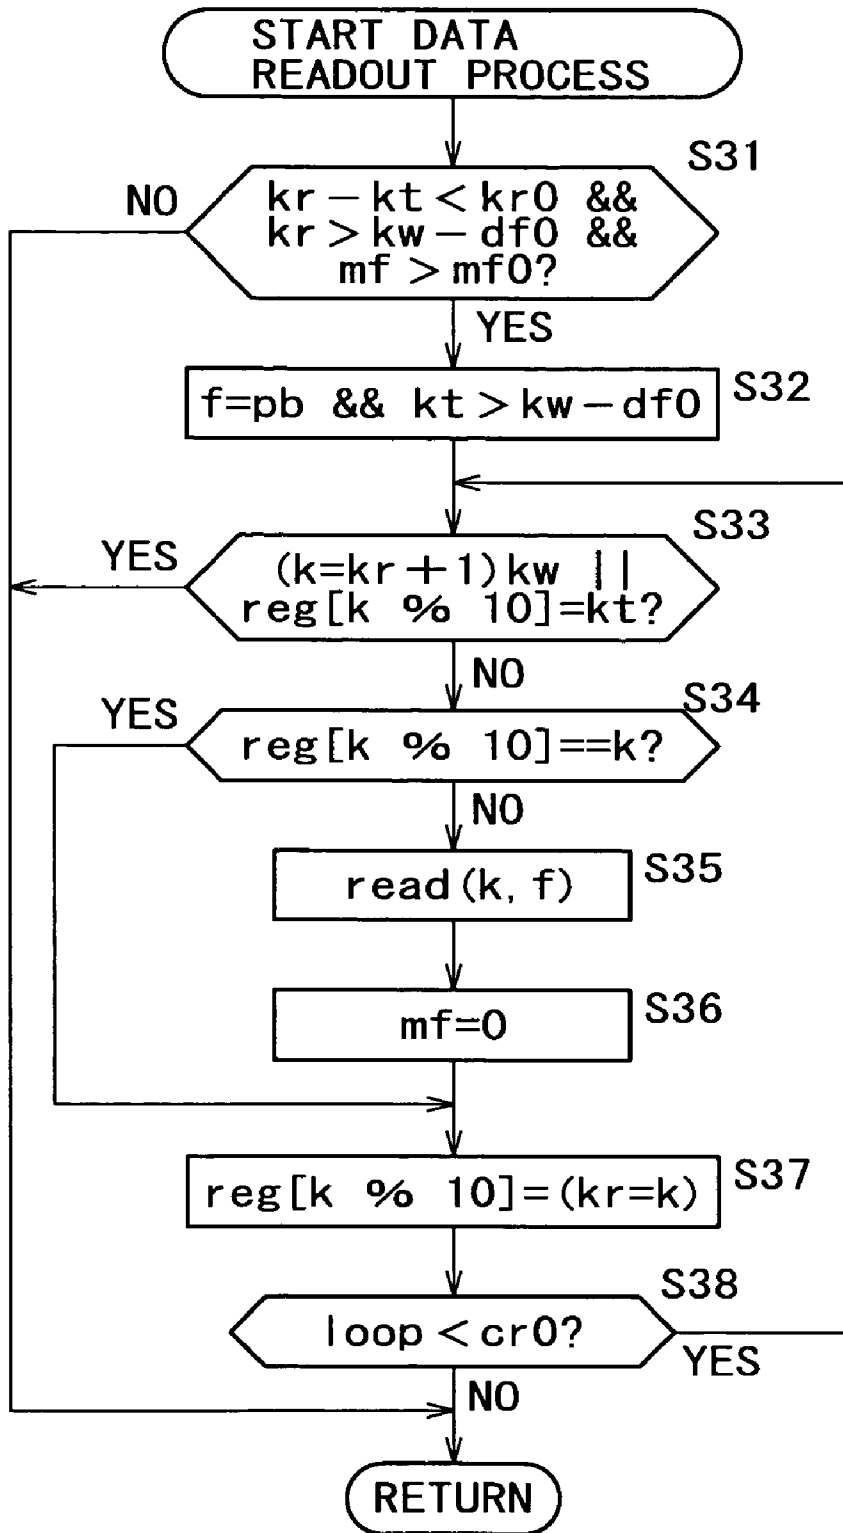 START DATA
READOUT PROCESS
S31
NO
kr-kt<kr0 &&
kr>kw-df0 &&
mf>mf0?
YES
f=pb && kt>kw-df0
S32
S33
YES
(k=kr+1)kw ||
reg[k % 10]=kt?
NO
S34
YES
reg[k % 10]==k?
NO
read(k,f)
S35
mf=0
S36
reg[k % 10]=(kr=k)
S37
S38
loop<cr0?
YES
NO
RETURN